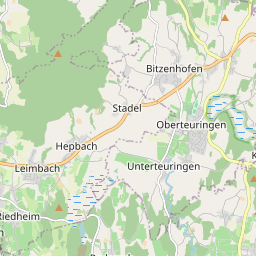 Bitzenhofen
Stadel
Oberteuringen
Hepbach
Leimbach
Unterteuringen
Riedheim